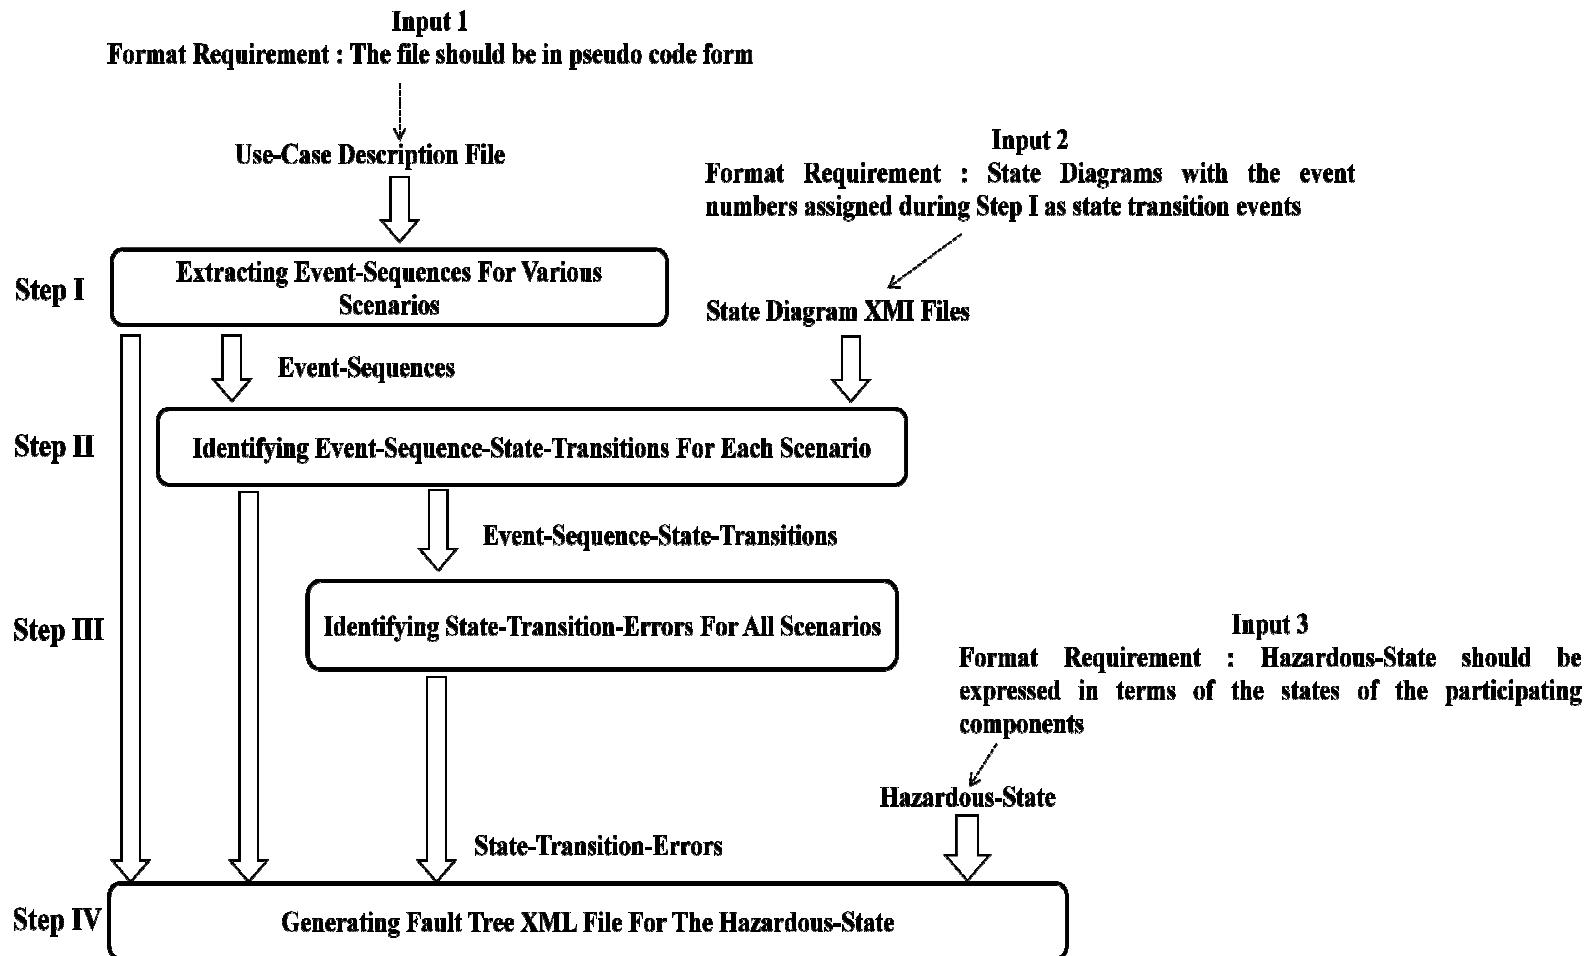 Input 1
Format Requirement : The file should be in pseudo code form
Use-Case Description File
Input 2
Format Requirement : State Diagrams with the event
numbers assigned during Step I as state transition events
Step I
Extracting Event-Sequences For Various
Scenarios
State Diagram XMI Files
Event-Sequences
Step II
Identifying Event-Sequence-State-Transitions For Each Scenario
Event-Sequence-State-Transitions
Step III
Identifying State-Transition-Errors For All Scenarios
Input 3
Format Requirement : Hazardous-State should be
expressed in terms of the states of the participating
components
Hazardous-State
State-Transition-Errors
Step IV
Generating Fault Tree XML File For The Hazardous-State